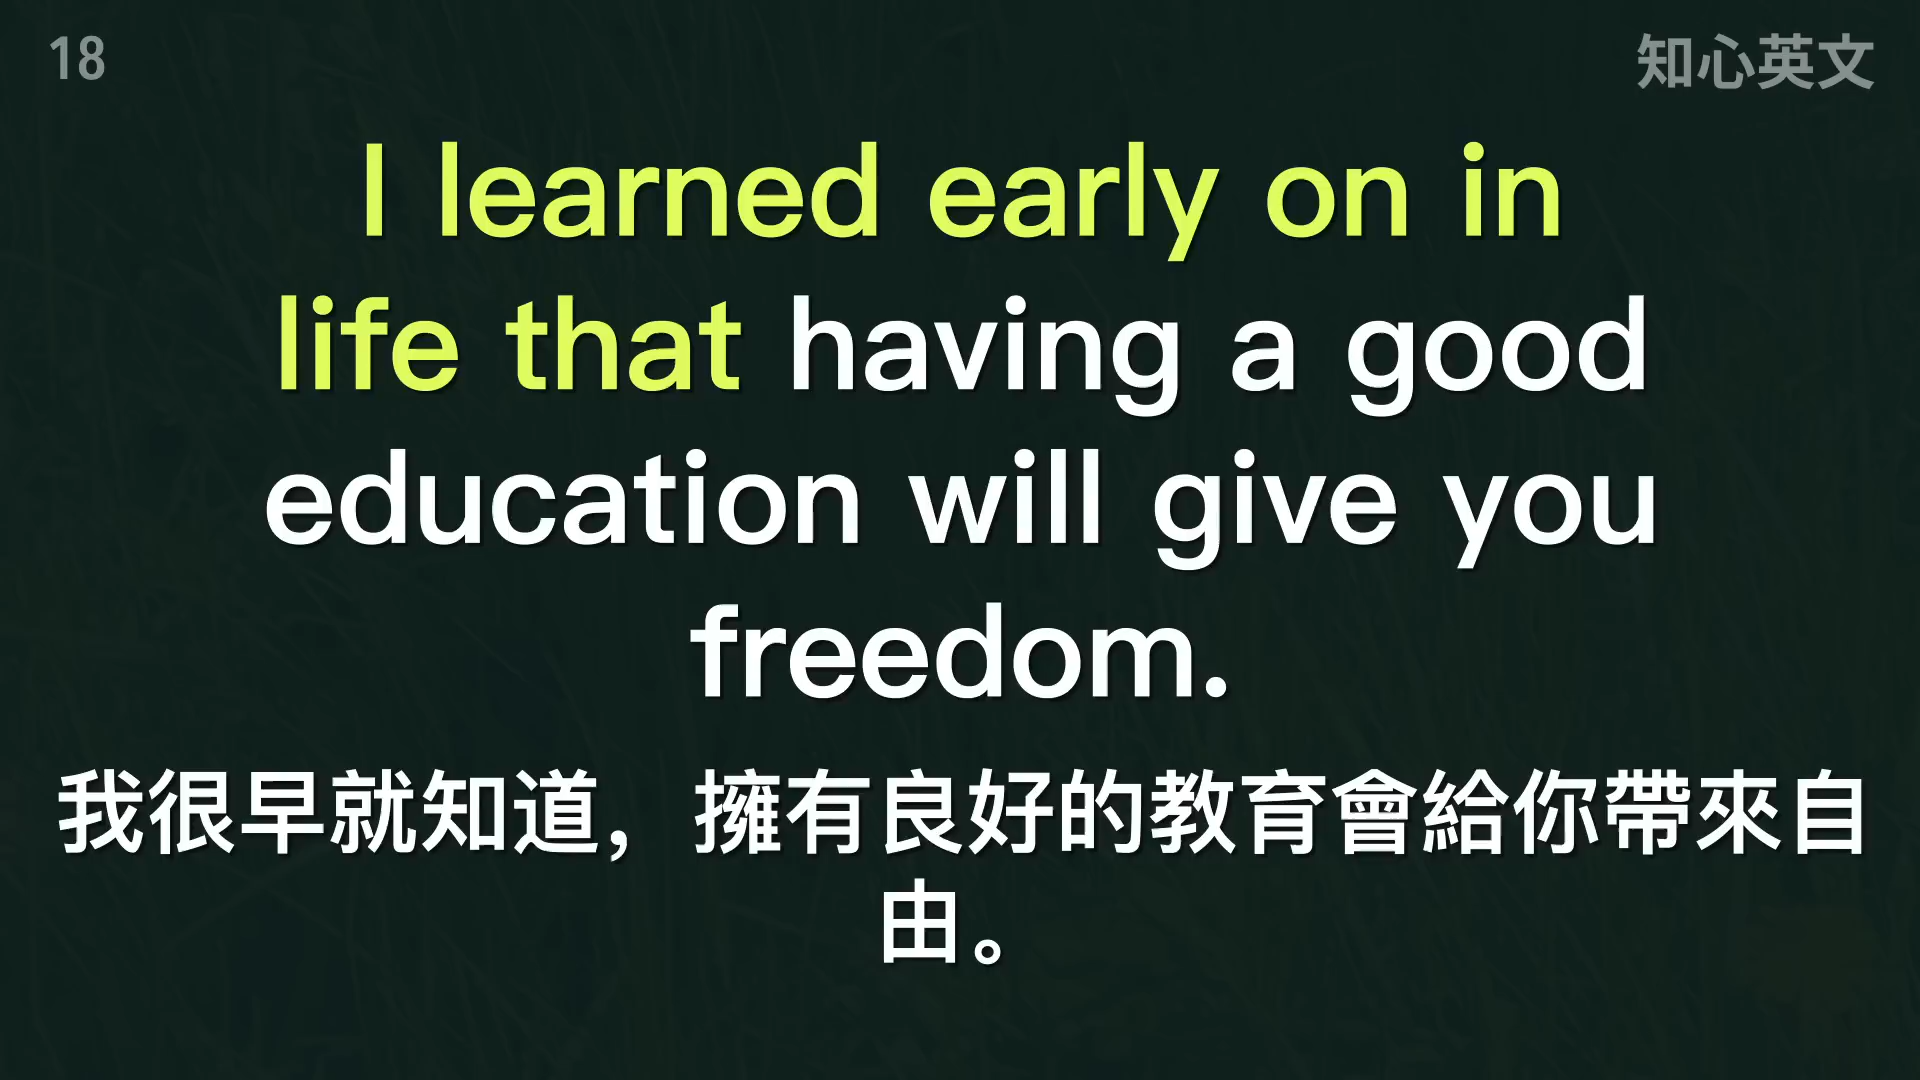 18
知心英文
I learned early on in
life that having a good
education will give you
freedom.
我很早就知道，擁有良好的教育會給你帶來自
由。